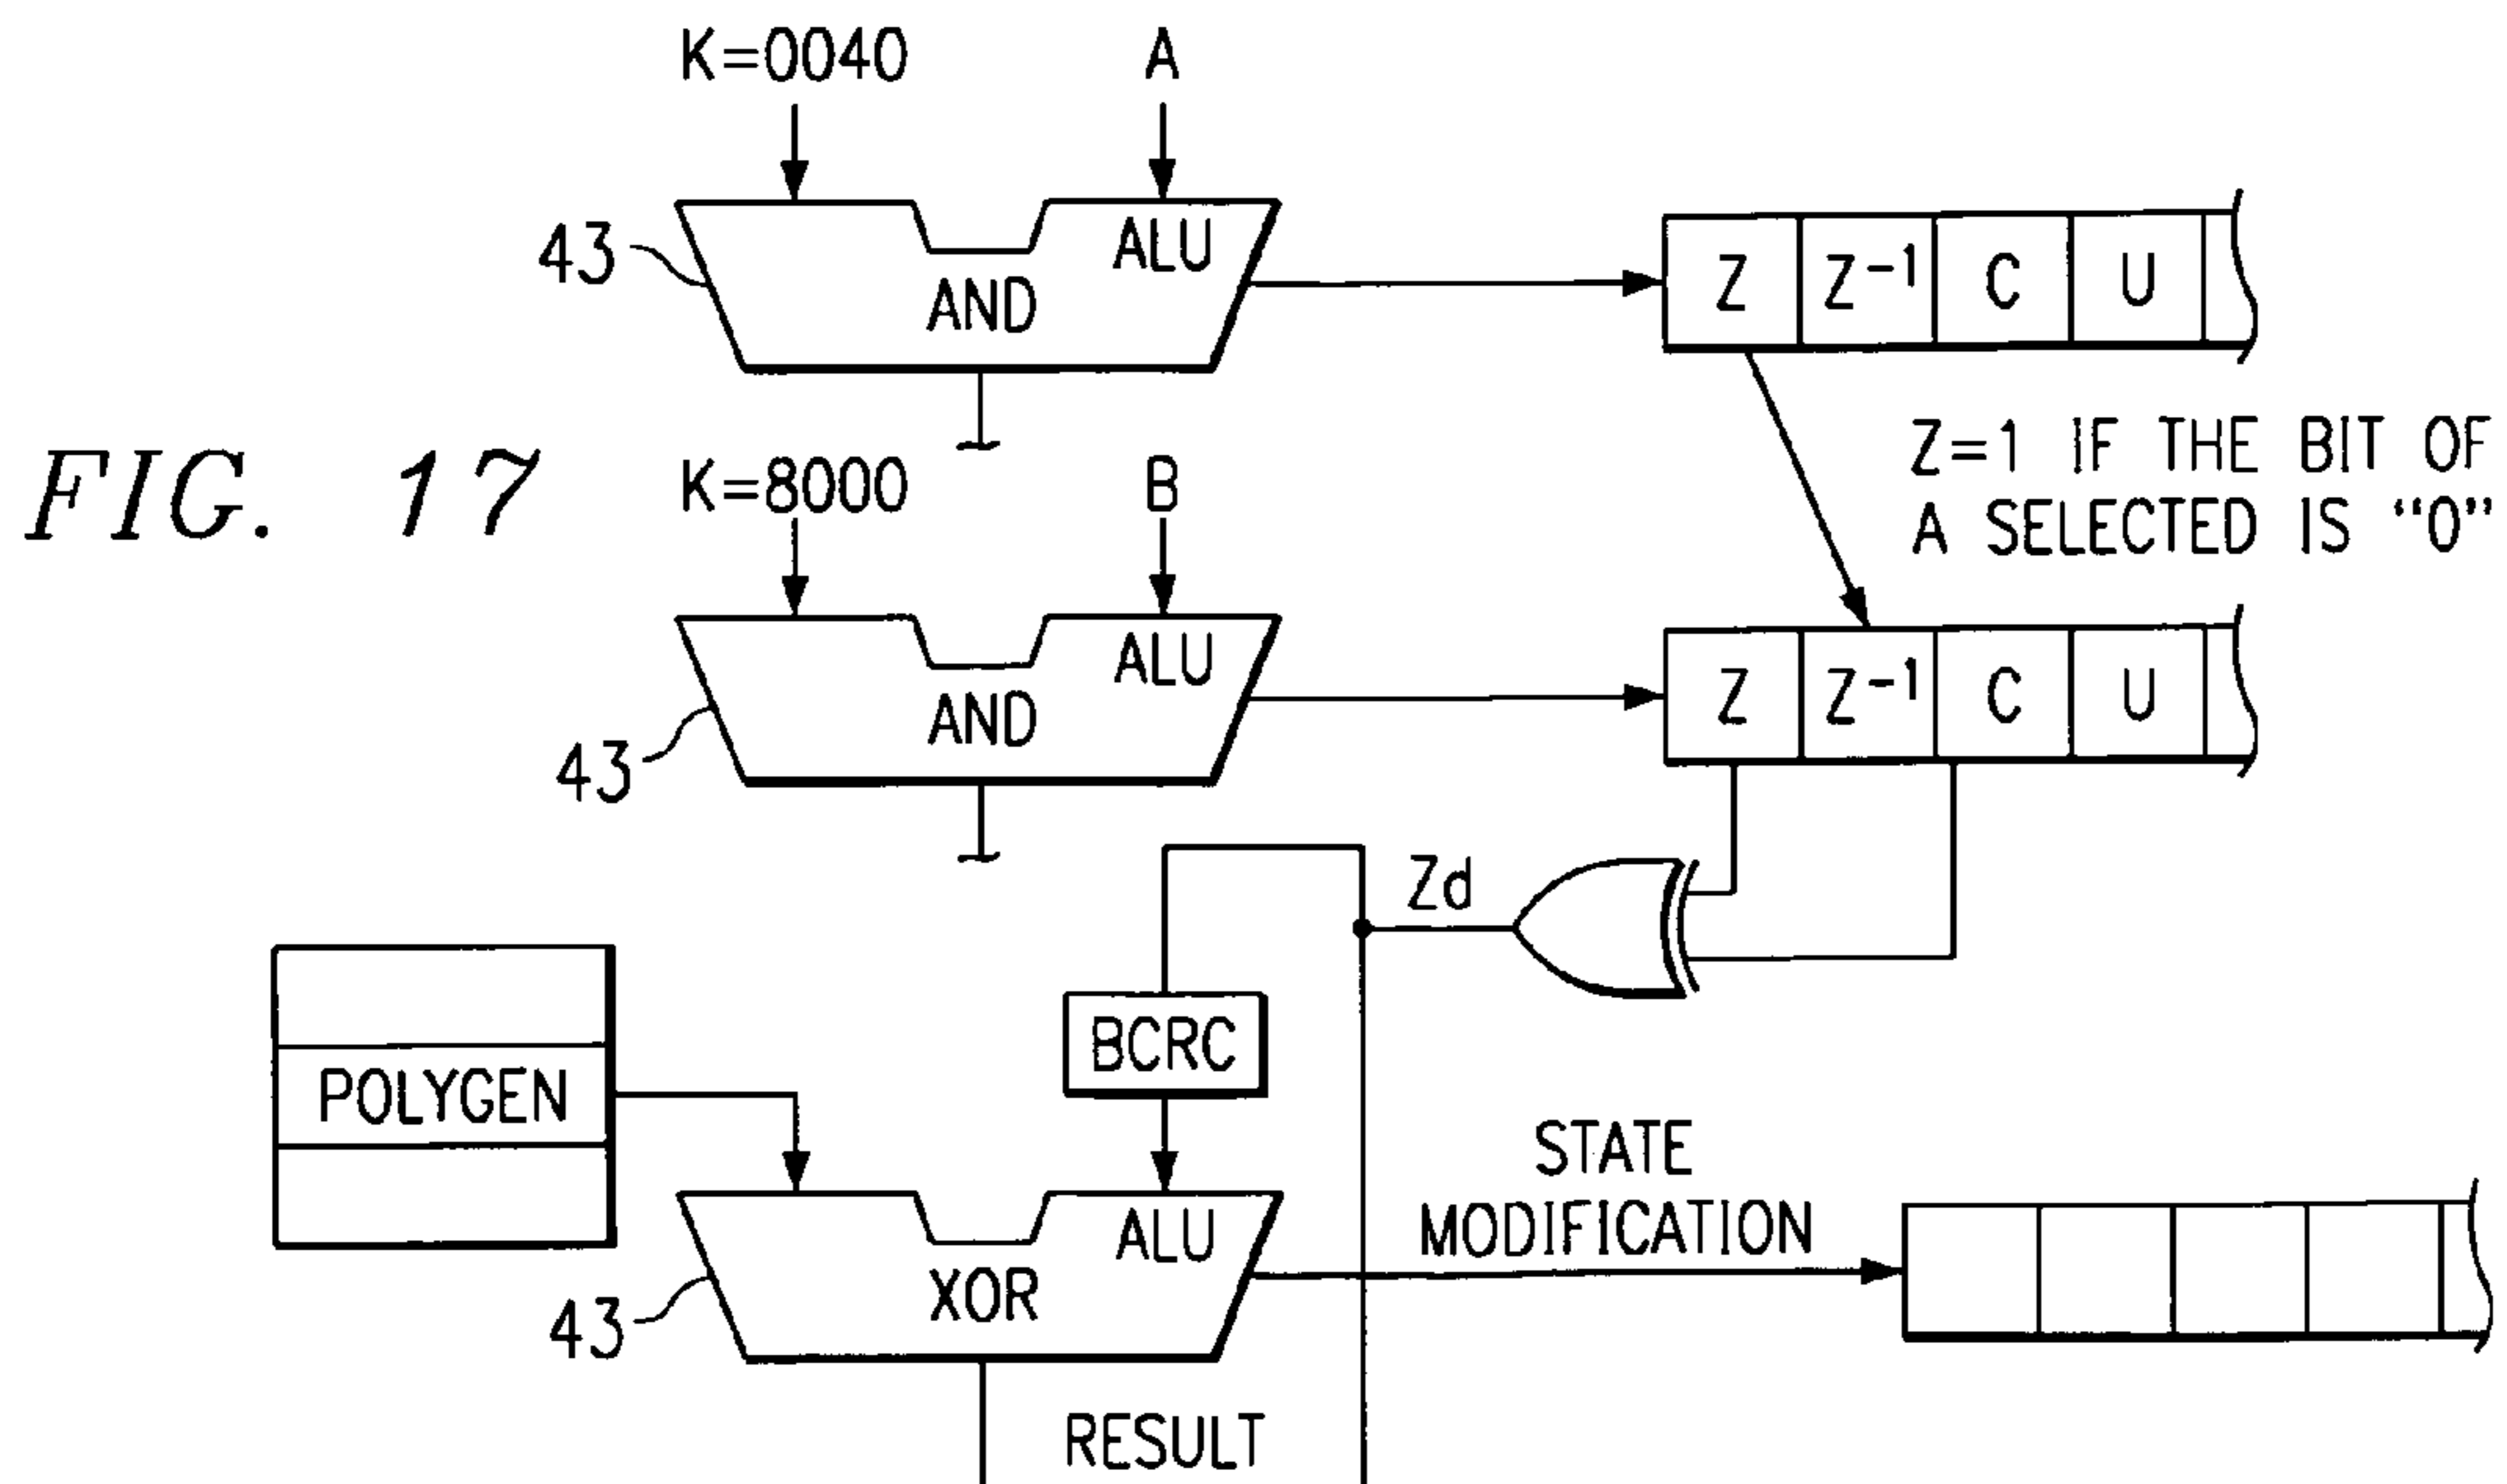 K=0040
A
43
ALU
AND
Z Z-1 C U
FIG. 17
K=8000
B
Z=1 IF THE BIT OF
A SELECTED IS “0”
43
ALU
AND
Z Z-1 C U
Zd
BCRC
POLYGEN
STATE
MODIFICATION
43
ALU
XOR
RESULT